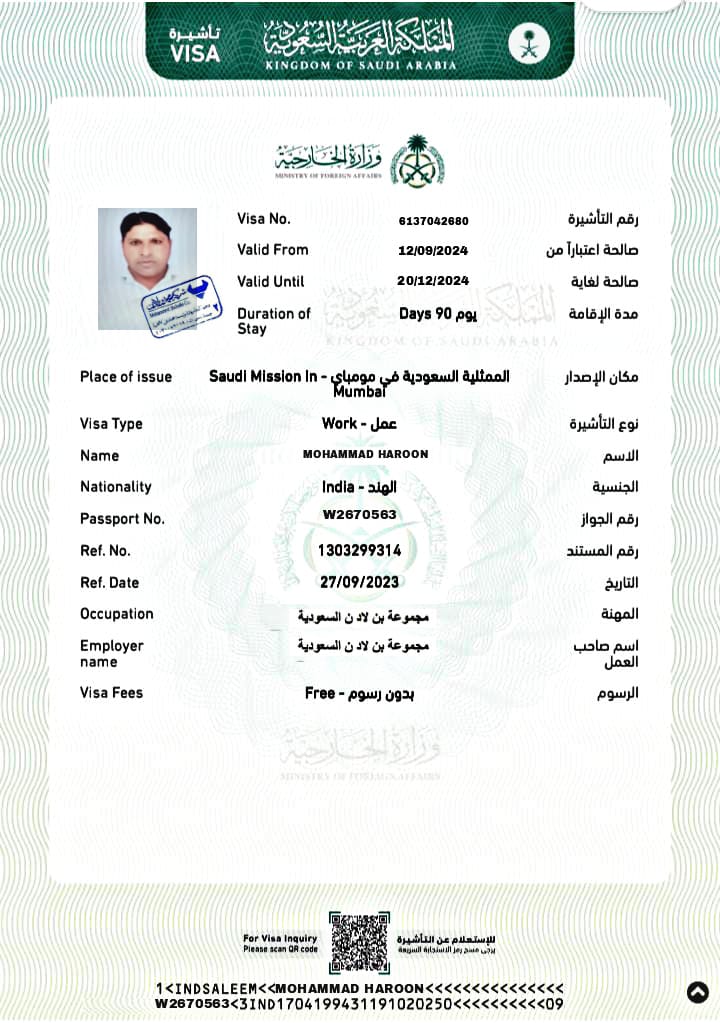 تأشيرة
VISA
المملكة العربية السعودية
KINGDOM OF SAUDI ARABIA
وزارة الخارجية
MINISTRY OF FOREIGN AFFAIRS
Visa No. 6137042680 رقم التأشيرة
Valid From 12/09/2024 صالحة اعتباراً من
Valid Until 20/12/2024 صالحة لغاية
Duration of Days 90 يوم مدة الإقامة
Stay
المملكة العربية السعودية
KINGDOM OF SAUDI ARABIA
Place of issue Saudi Mission In - الممثلية السعودية في مومباي مكان الإصدار
Mumbai
Visa Type Work - عمل نوع التأشيرة
Name MOHAMMAD HAROON الاسم
Nationality India - الهند الجنسية
Passport No. W2670563 رقم الجواز
Ref. No. 1303299314 رقم المستند
Ref. Date 27/09/2023 التاريخ
Occupation مجموعة بن لاد ن السعودية المهنة
Employer مجموعة بن لاد ن السعودية اسم صاحب
name العمل
Visa Fees Free - بدون رسوم الرسوم
وزارة الخارجية
MINISTRY OF FOREIGN AFFAIRS
For Visa Inquiry للإستعلام عن التأشيرة
Please scan QR code يرجى مسح رمز الاستجابة السريعة
1<INDSALEEM<<MOHAMMAD HAROON<<<<<<<<<<<<<<<
W2670563<3IND1704199431191020250<<<<<<<<<<09